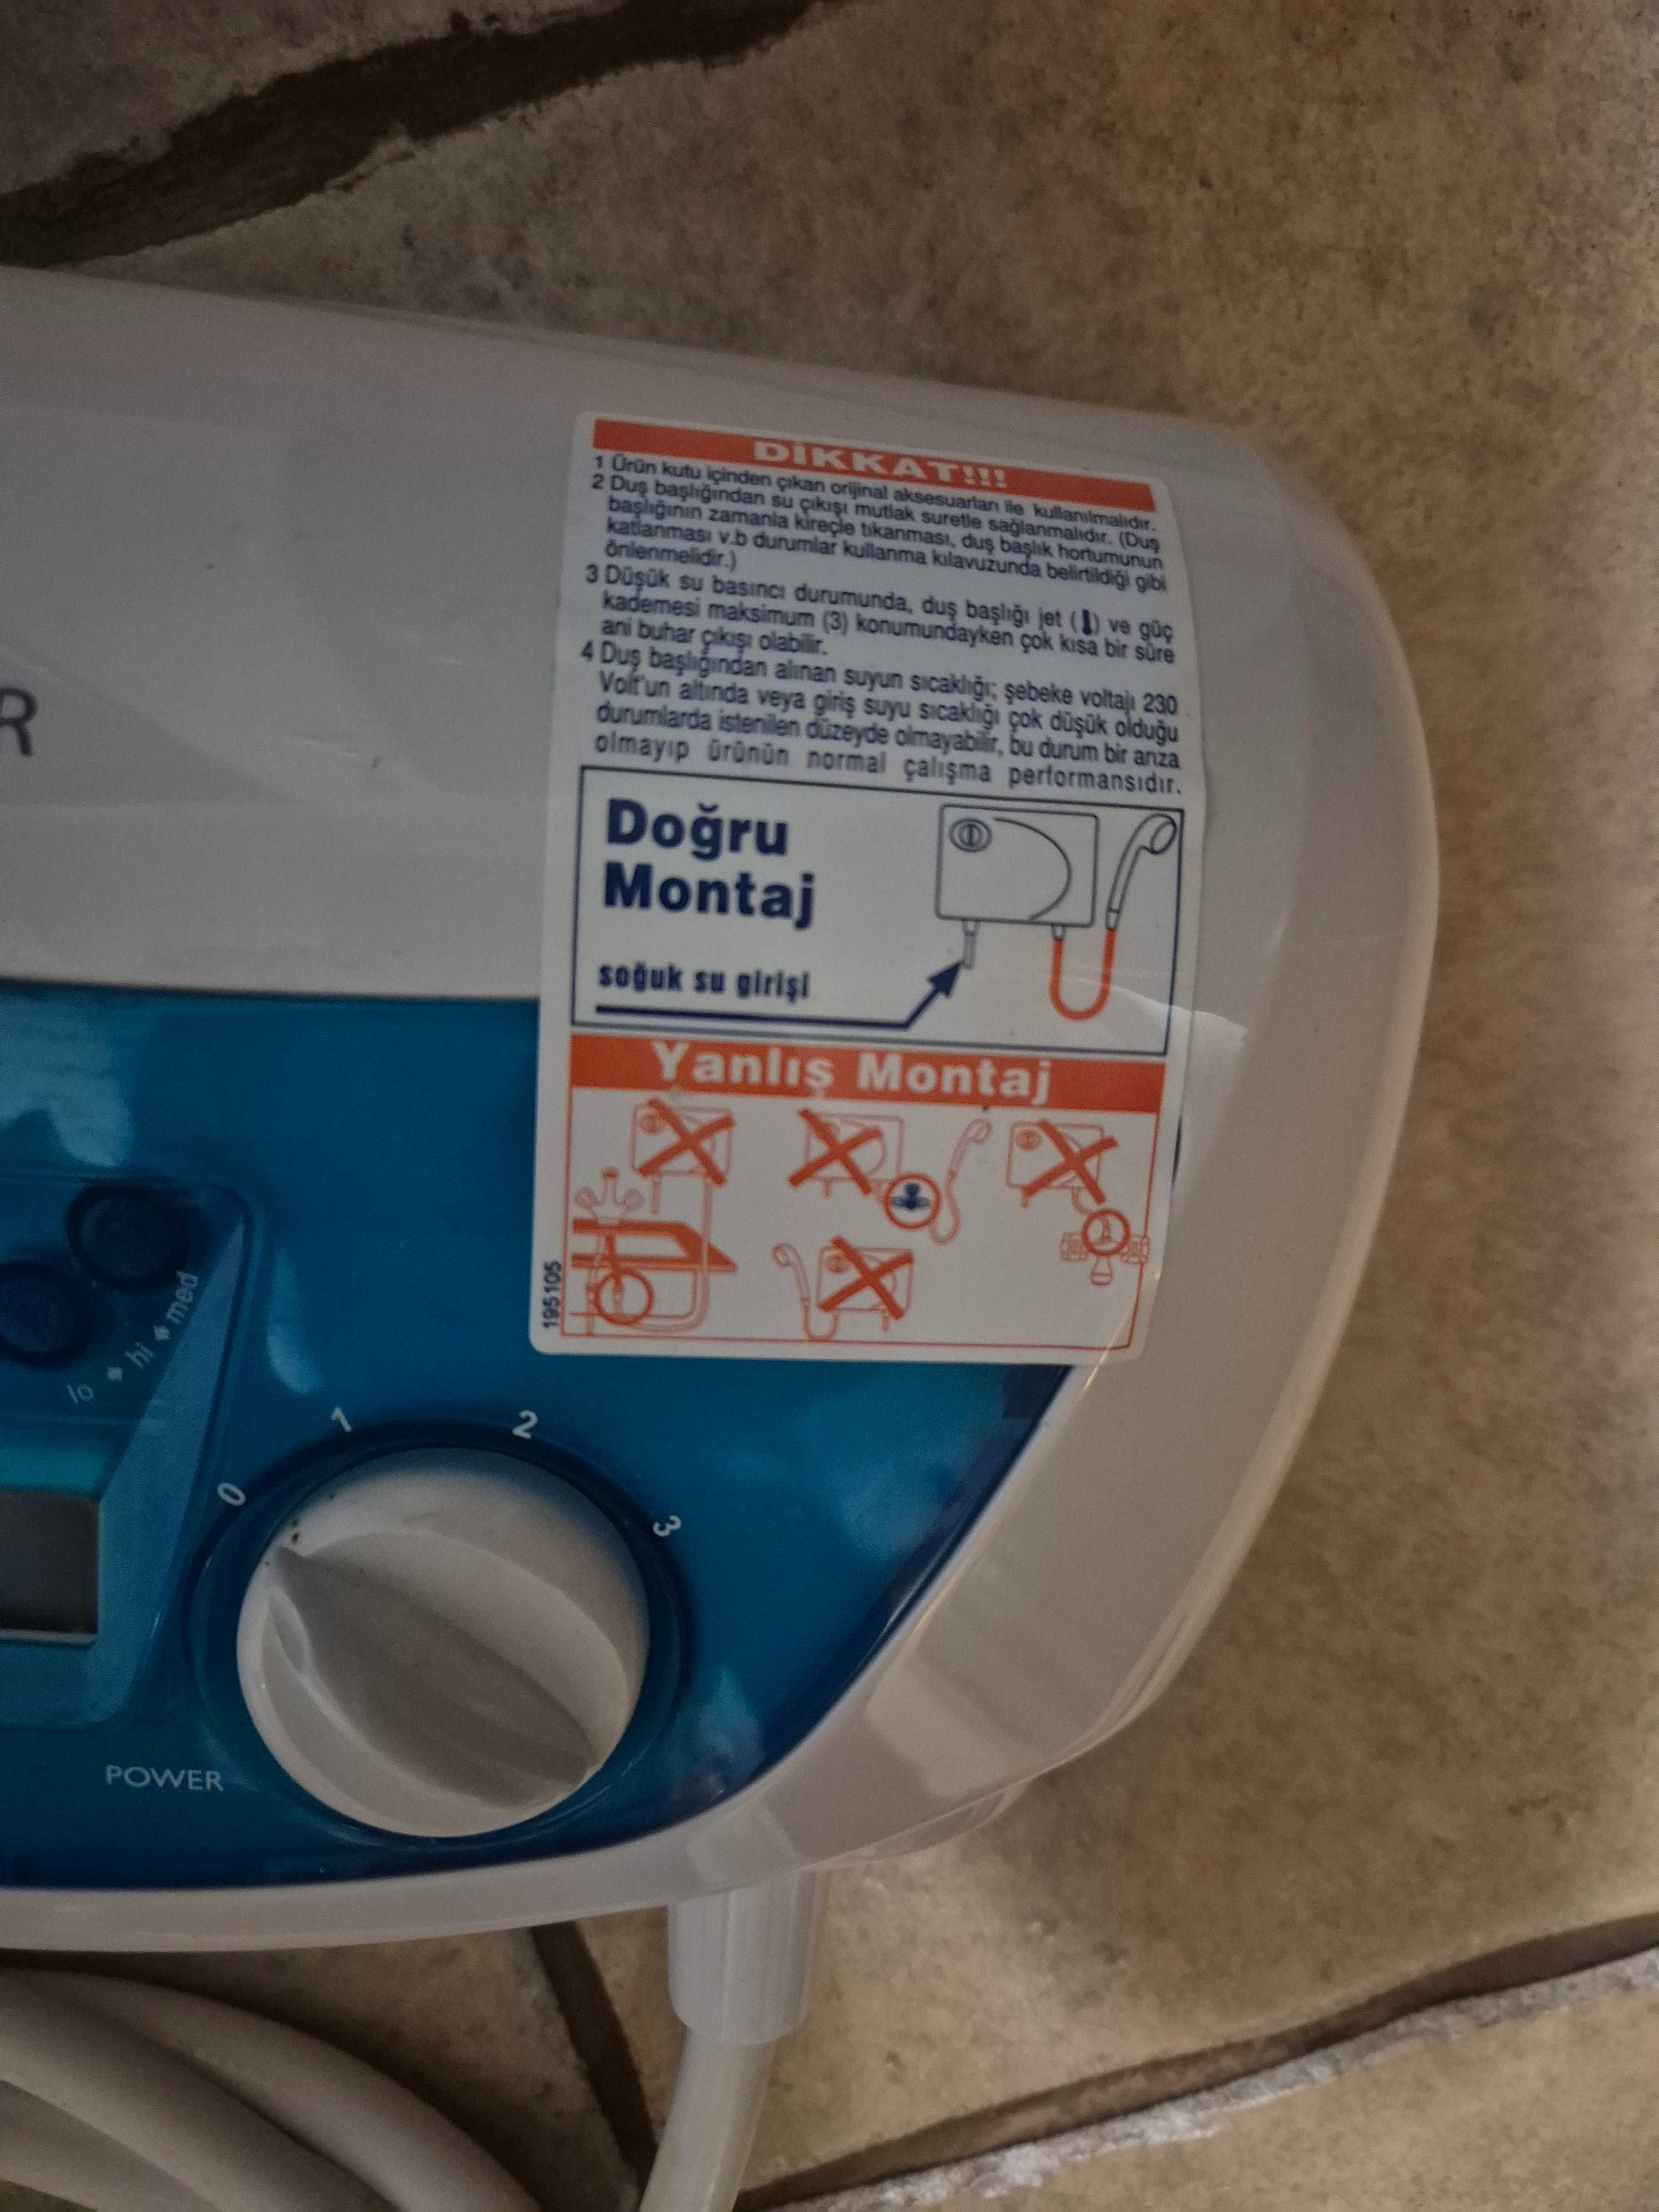 DİKKAT!!!
1 Ürün kutu içinden çıkan orijinal aksesuarları ile kullanılmalıdır.
2 Duş başlığından su çıkışı mutlak suretle sağlanmalıdır. (Duş
başlığının zamanla kireçle tıkanması, duş başlık hortumunun
katlanması v.b durumlar kullanma kılavuzunda belirtildiği gibi
önlenmelidir.)
3 Düşük su basıncı durumunda, duş başlığı jet ( ) ve güç
kademesi maksimum (3) konumundayken çok kısa bir süre
ani buhar çıkışı olabilir.
4 Duş başlığından alınan suyun sıcaklığı; şebeke voltajı 230
Volt'un altında veya giriş suyu sıcaklığı çok düşük olduğu
durumlarda istenilen düzeyde olmayabilir, bu durum bir arıza
olmayıp ürünün normal çalışma performansıdır.
R
Doğru
Montaj
soğuk su girişi
Yanlış Montaj
195105
lo hi med
0 1 2 3
POWER